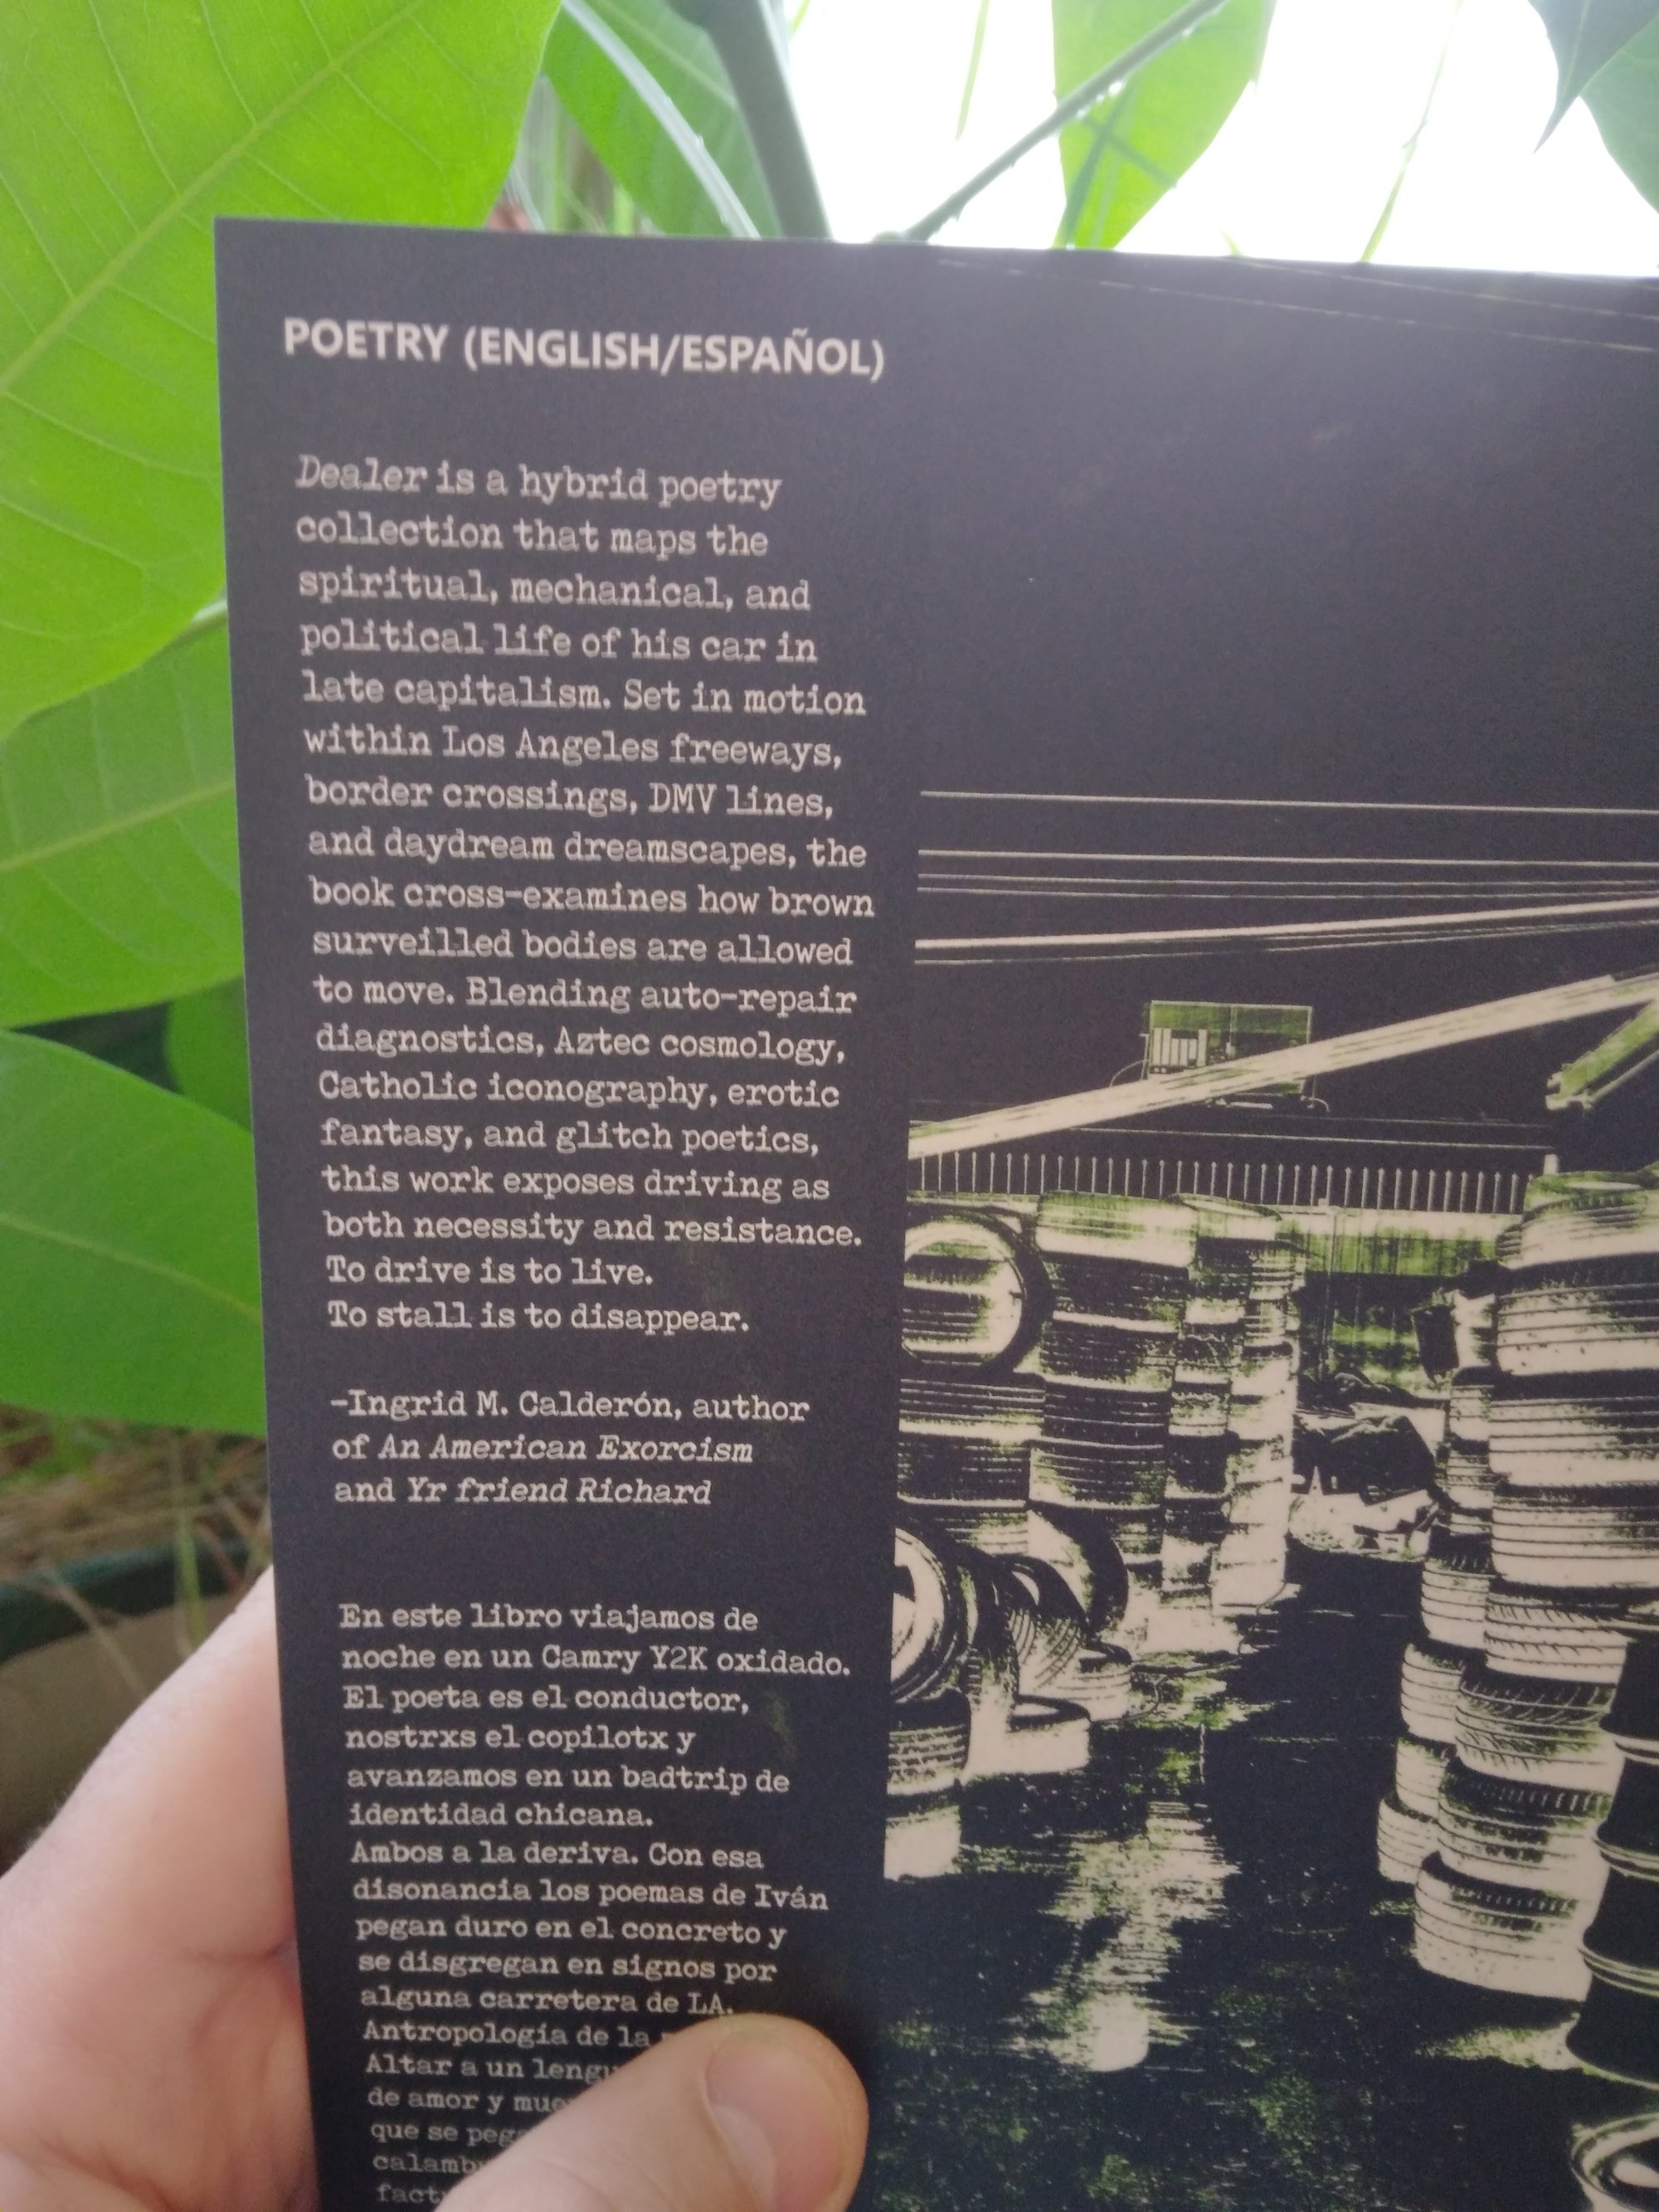 POETRY (ENGLISH/ESPAÑOL)
Dealer is a hybrid poetry
collection that maps the
spiritual, mechanical, and
political life of his car in
late capitalism. Set in motion
within Los Angeles freeways,
border crossings, DMV lines,
and daydream dreamscapes, the
book cross-examines how brown
surveilled bodies are allowed
to move. Blending auto-repair
diagnostics, Aztec cosmology,
Catholic iconography, erotic
fantasy, and glitch poetics,
this work exposes driving as
both necessity and resistance.
To drive is to live.
To stall is to disappear.
-Ingrid M. Calderón, author
of An American Exorcism
and Yr friend Richard
En este libro viajamos de
noche en un Camry Y2K oxidado.
El poeta es el conductor,
nostrxs el copilotx y
avanzamos en un badtrip de
identidad chicana.
Ambos a la deriva. Con esa
disonancia los poemas de Iván
pegan duro en el concreto y
se disgregan en signos por
alguna carretera de LA.
Antropología de la
Altar a un
de amor y
que se